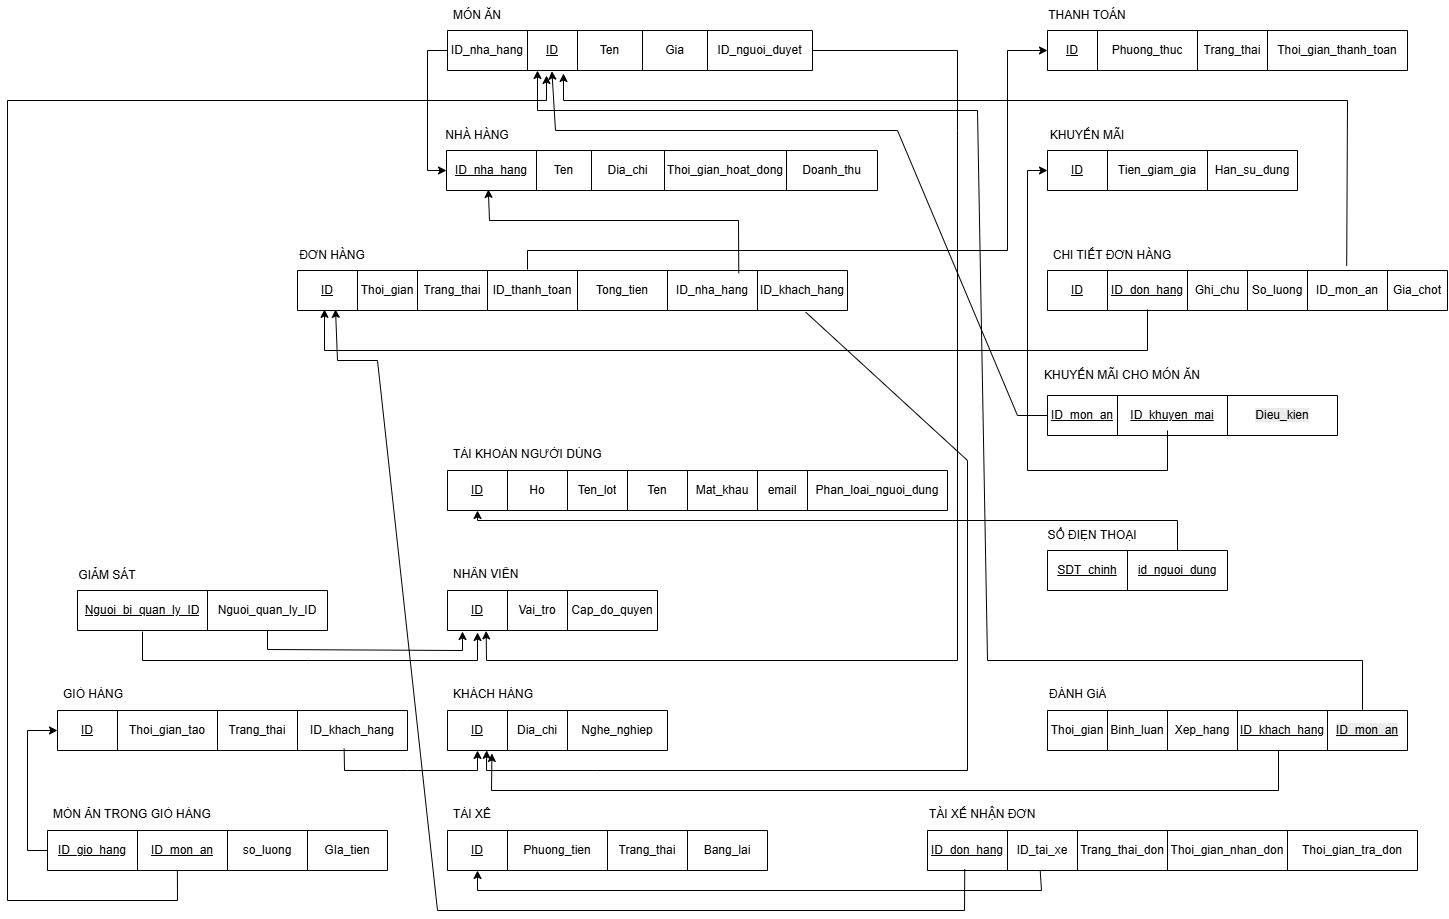 MÓN ĂN
ID_nha_hang ID Ten Gia ID_nguoi_duyet
THANH TOÁN
ID Phuong_thuc Trang_thai Thoi_gian_thanh_toan
NHÀ HÀNG
ID_nha_hang Ten Dia_chi Thoi_gian_hoat_dong Doanh_thu
KHUYẾN MÃI
ID Tien_giam_gia Han_su_dung
ĐƠN HÀNG
ID Thoi_gian Trang_thai ID_thanh_toan Tong_tien ID_nha_hang ID_khach_hang
CHI TIẾT ĐƠN HÀNG
ID ID_don_hang Ghi_chu So_luong ID_mon_an Gia_chot
KHUYẾN MÃI CHO MÓN ĂN
ID_mon_an ID_khuyen_mai Dieu_kien
TÀI KHOẢN NGƯỜI DÙNG
ID Ho Ten_lot Ten Mat_khau email Phan_loai_nguoi_dung
SỐ ĐIỆN THOẠI
SDT_chinh id_nguoi_dung
GIÁM SÁT
Nguoi_bi_quan_ly_ID Nguoi_quan_ly_ID
NHÂN VIÊN
ID Vai_tro Cap_do_quyen
GIỎ HÀNG
ID Thoi_gian_tao Trang_thai ID_khach_hang
KHÁCH HÀNG
ID Dia_chi Nghe_nghiep
ĐÁNH GIÁ
Thoi_gian Binh_luan Xep_hang ID_khach_hang ID_mon_an
MÓN ĂN TRONG GIỎ HÀNG
ID_gio_hang ID_mon_an so_luong GIa_tien
TÀI XẾ
ID Phuong_tien Trang_thai Bang_lai
TÀI XẾ NHẬN ĐƠN
ID_don_hang ID_tai_xe Trang_thai_don Thoi_gian_nhan_don Thoi_gian_tra_don